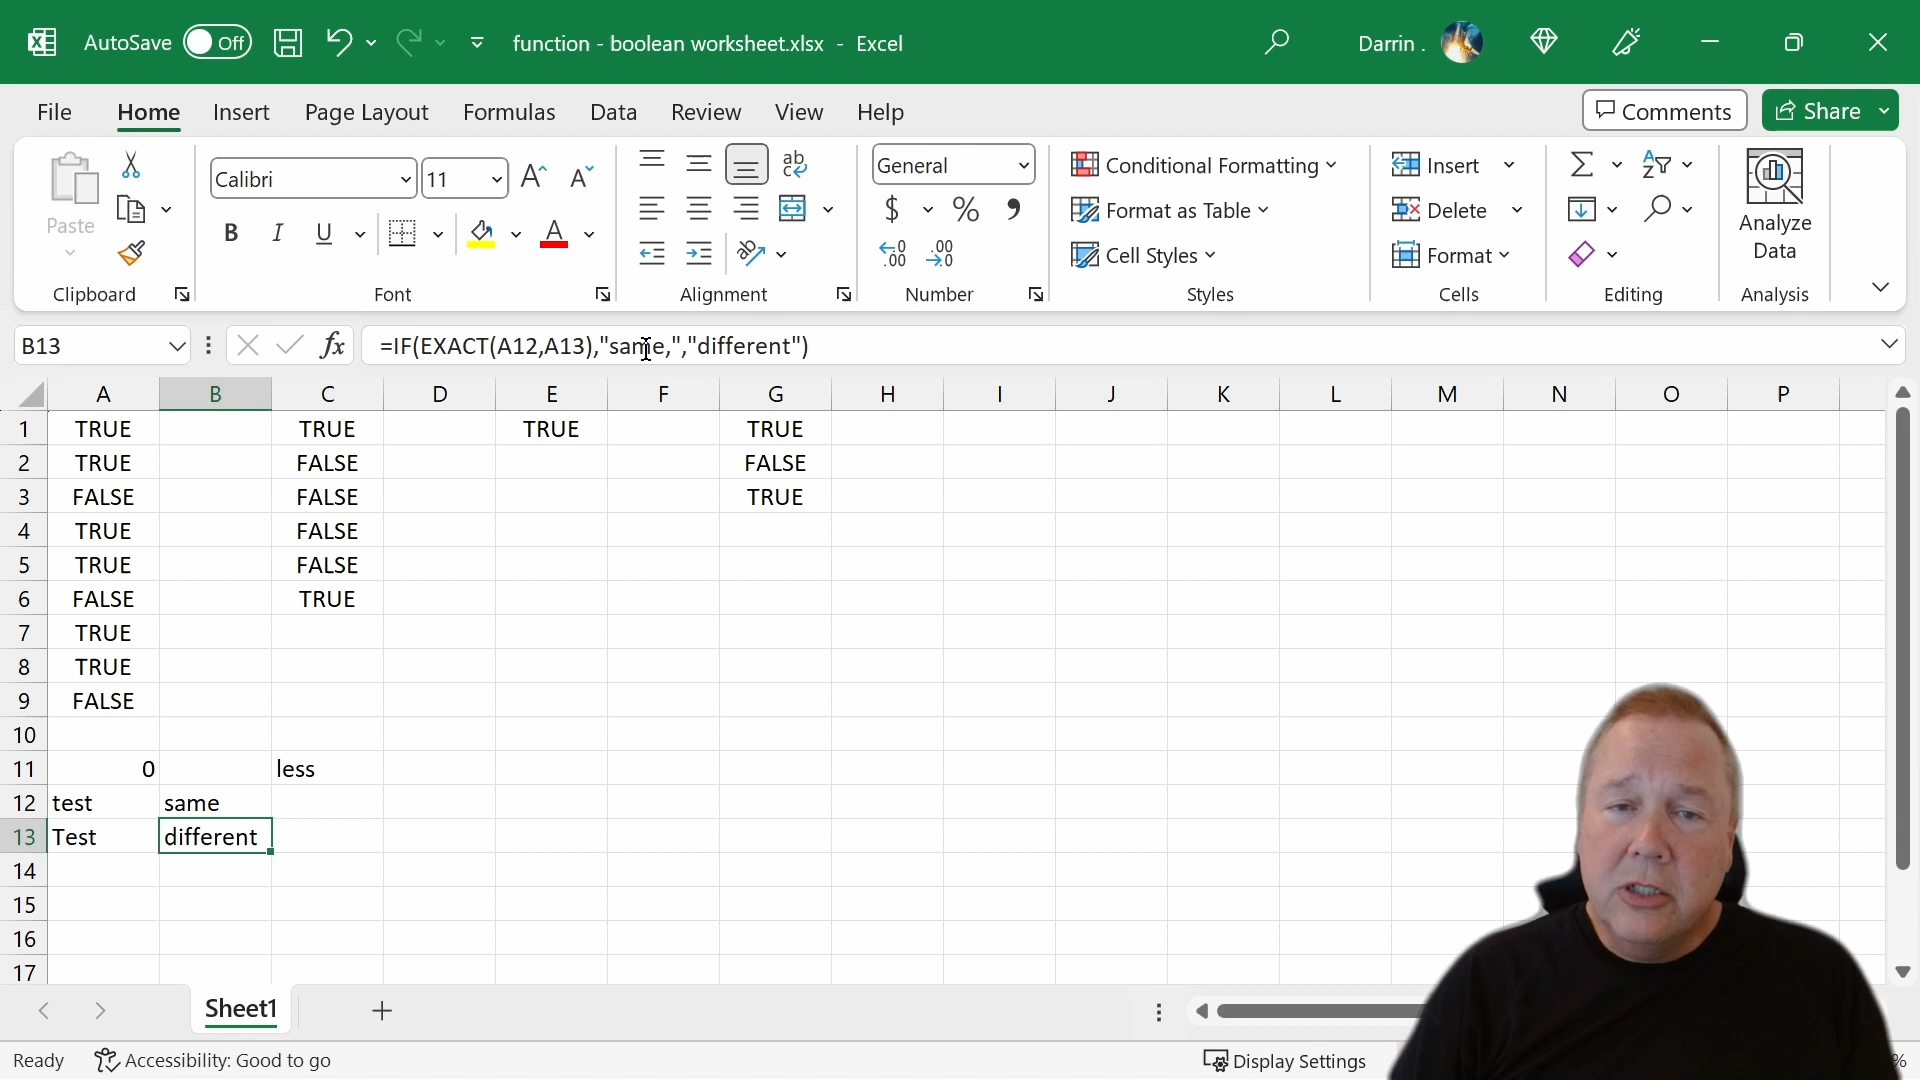 AutoSave Off function - boolean worksheet.xlsx - Excel Darrin .
File Home Insert Page Layout Formulas Data Review View Help Comments Share
Paste Calibri 11 General Conditional Formatting Insert
Format as Table Delete
Cell Styles Format Analyze Data
Clipboard Font Alignment Number Styles Cells Editing Analysis
B13 fx =IF(EXACT(A12,A13),"same,","different")
A B C D E F G H I J K L M N O P
1 TRUE TRUE TRUE TRUE
2 TRUE FALSE FALSE
3 FALSE FALSE TRUE
4 TRUE FALSE
5 TRUE FALSE
6 FALSE TRUE
7 TRUE
8 TRUE
9 FALSE
10
11 0 less
12 test same
13 Test different
14
15
16
17
Sheet1
Ready Accessibility: Good to go Display Settings %